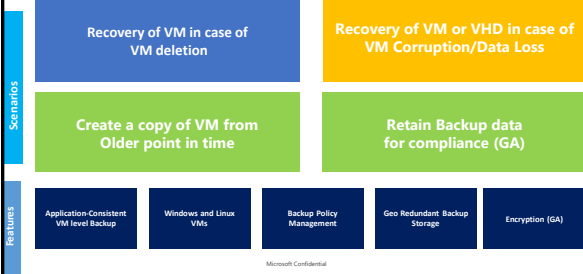 Scenarios
Recovery of VM in case of
VM deletion
Recovery of VM or VHD in case of
VM Corruption/Data Loss
Create a copy of VM from
Older point in time
Retain Backup data
for compliance (GA)
Features
Application-Consistent
VM level Backup
Windows and Linux
VMs
Backup Policy
Management
Geo Redundant Backup
Storage
Encryption (GA)
Microsoft Confidential